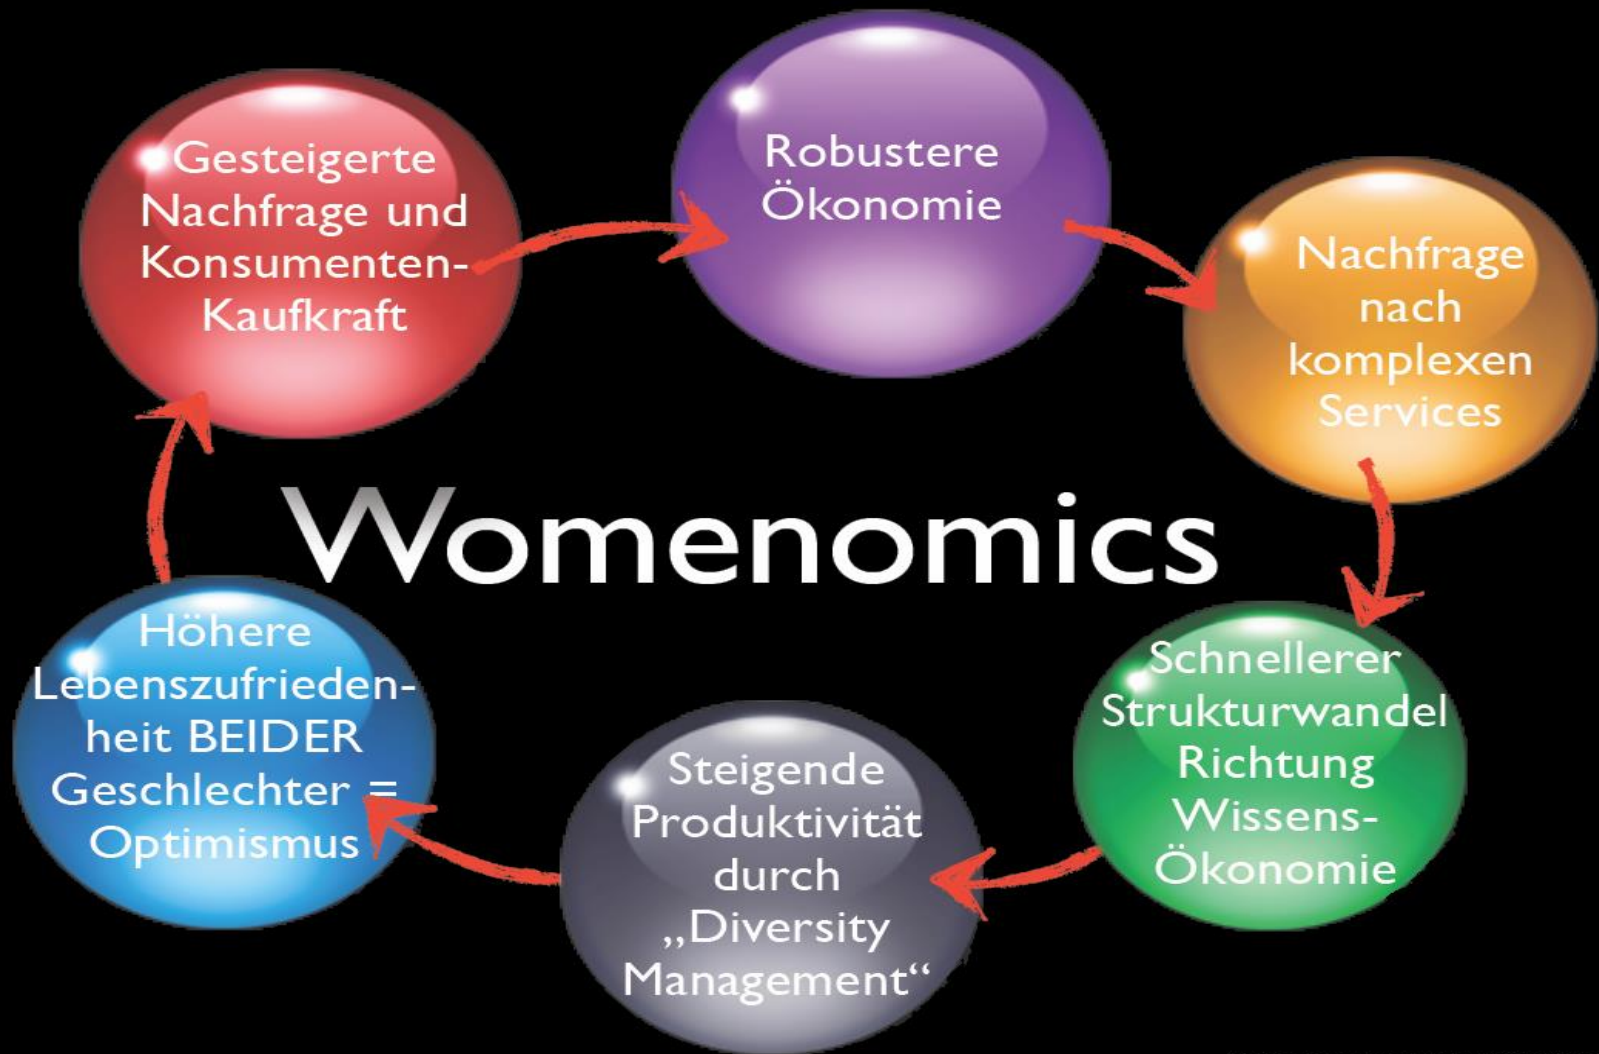 Gesteigerte
Nachfrage und
Konsumenten-
Kaufkraft
Robustere
Ökonomie
Nachfrage
nach
komplexen
Services
Womenomics
Höhere
Lebenszufrieden-
heit BEIDER
Geschlechter =
Optimismus
Steigende
Produktivität
durch
„Diversity
Management“
Schnellerer
Strukturwandel
Richtung
Wissens-
Ökonomie